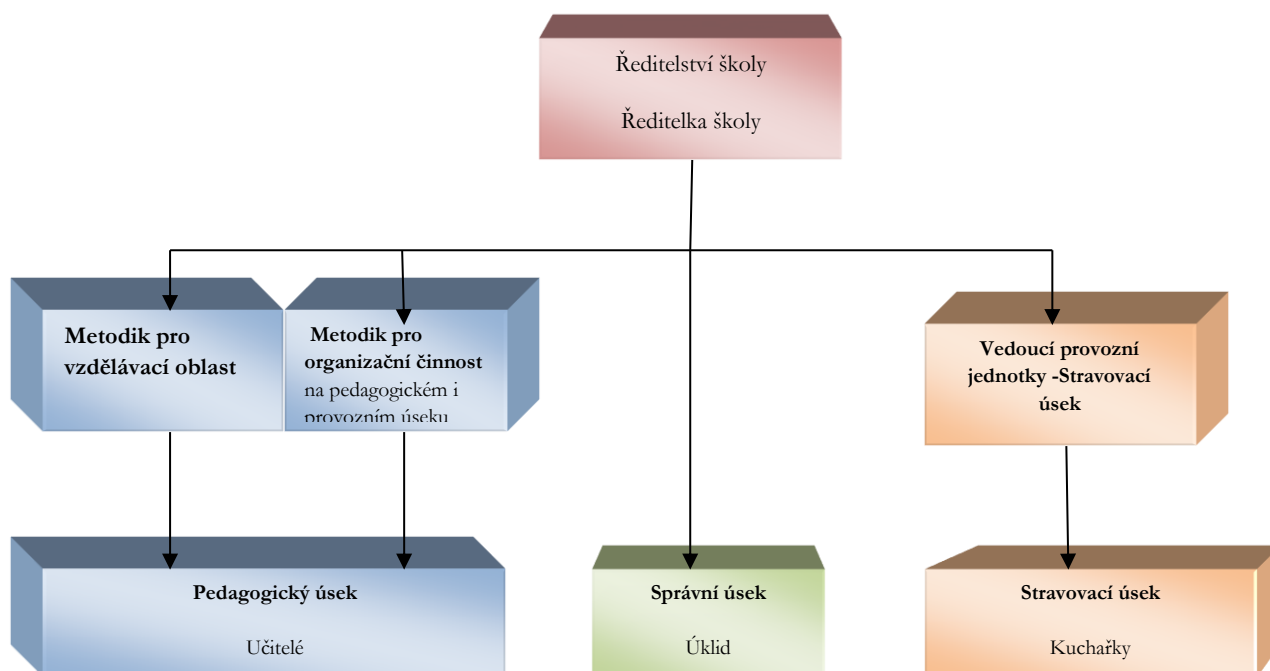 Ředitelství školy
Ředitelka školy
Metodik pro
vzdělávací oblast
Metodik pro
organizační činnost
na pedagogickém i
provozním úseku
Vedoucí provozní
jednotky -Stravovací
úsek
Pedagogický úsek
Učitelé
Správní úsek
Úklid
Stravovací úsek
Kuchařky